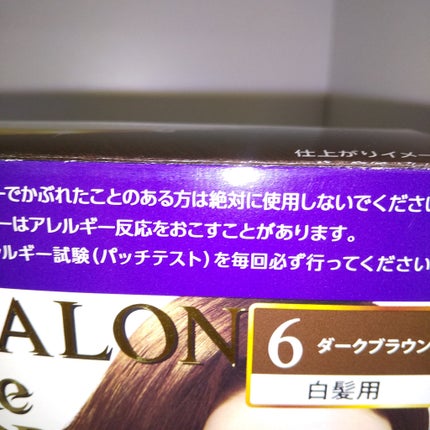 仕上がりイメー
ーでかぶれたことのある方は絶対に使用しないでくださ
ーはアレルギー反応をおこすことがあります。
ルギー試験（パッチテスト）を毎回必ず行ってください
ALON
6 ダークブラウン
白髪用
e